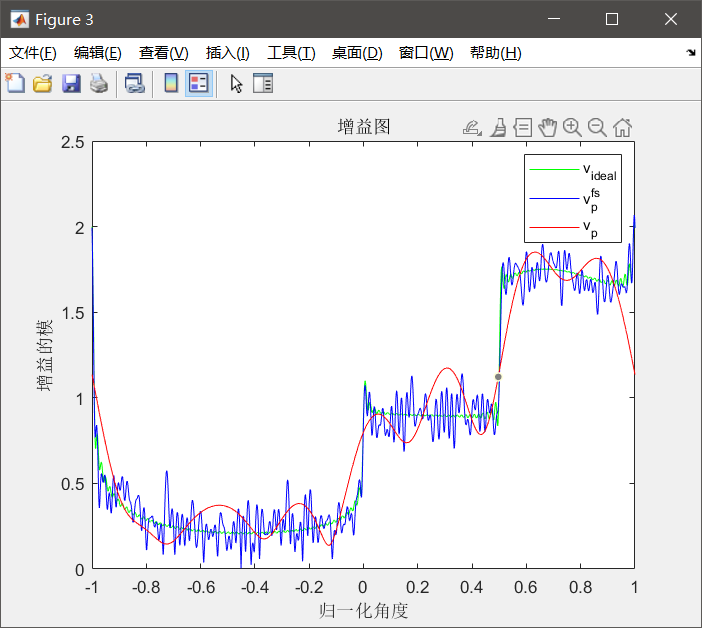 Figure 3
文件(F) 编辑(E) 查看(V) 插入(I) 工具(T) 桌面(D) 窗口(W) 帮助(H)
增益图
v_ideal
v_p^fs
v_p
2.5
2
1.5
1
0.5
0
增益的模
-1 -0.8 -0.6 -0.4 -0.2 0 0.2 0.4 0.6 0.8 1
归一化角度